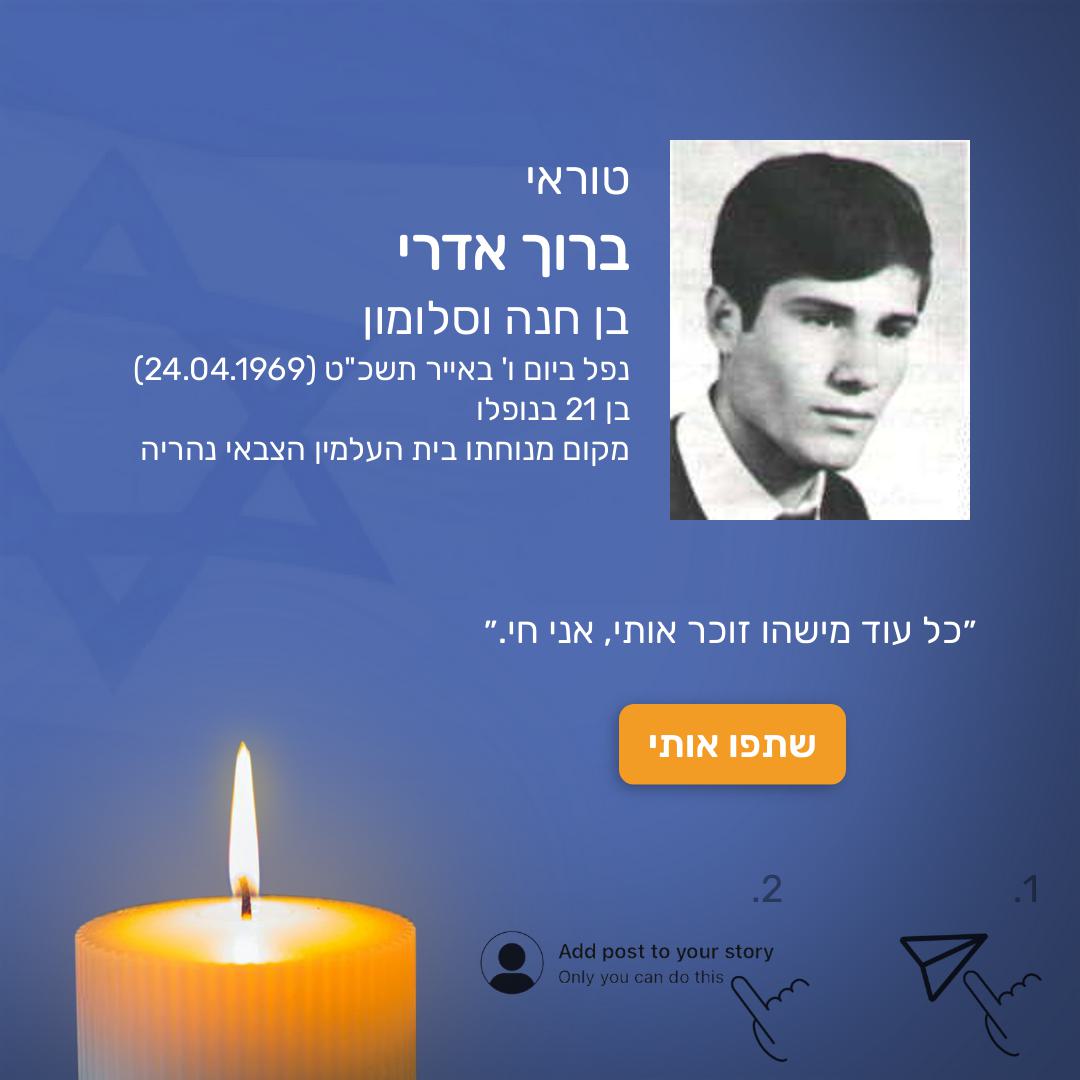 טוראי
ברוך אדרי
בן חנה וסלומון
נפל ביום ו' באייר תשכ"ט (24.04.1969)
בן 21 בנופלו
מקום מנוחתו בית העלמין הצבאי נהריה
״כל עוד מישהו זוכר אותי, אני חי.״
שתפו אותי
.1
.2
Add post to your story
Only you can do this